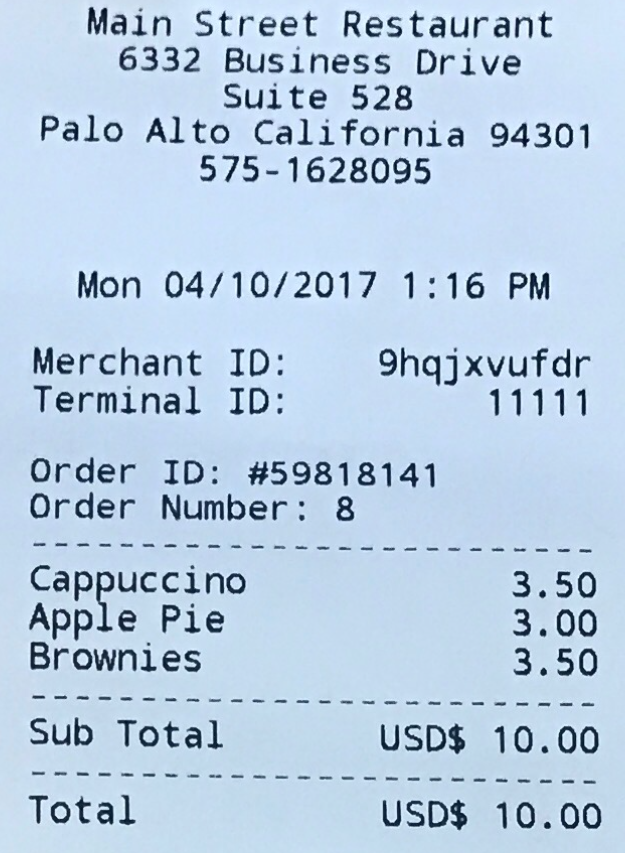 Main Street Restaurant
6332 Business Drive
Suite 528
Palo Alto California 94301
575-1628095
Mon 04/10/2017 1:16 PM
Merchant ID: 9hqjxvufdr
Terminal ID: 11111
Order ID: #59818141
Order Number: 8
Cappuccino 3.50
Apple Pie 3.00
Brownies 3.50
Sub Total USD$ 10.00
Total USD$ 10.00